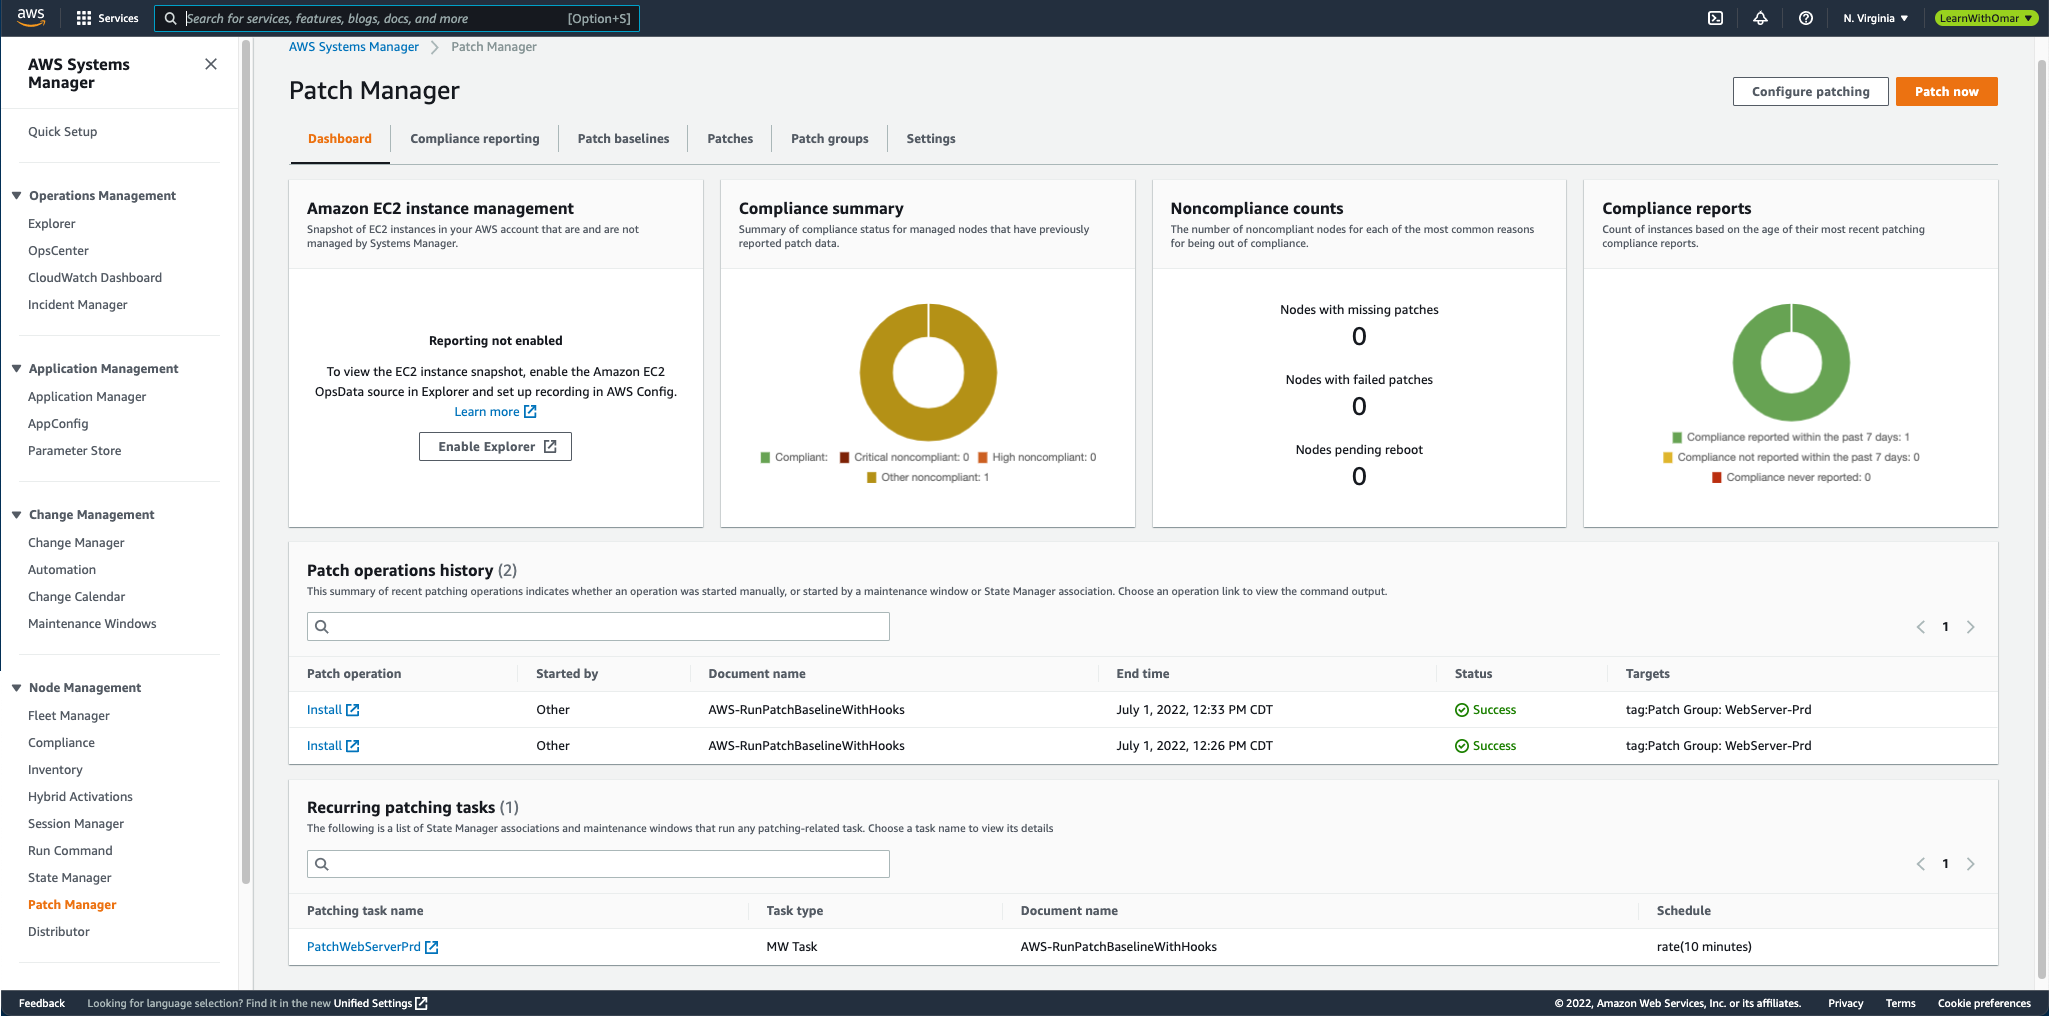 aws
Services
Search for services, features, blogs, docs, and more
[Option+S]
N. Virginia
LearnWithOmar
AWS Systems Manager
Quick Setup
Operations Management
Explorer
OpsCenter
CloudWatch Dashboard
Incident Manager
Application Management
Application Manager
AppConfig
Parameter Store
Change Management
Change Manager
Automation
Change Calendar
Maintenance Windows
Node Management
Fleet Manager
Compliance
Inventory
Hybrid Activations
Session Manager
Run Command
State Manager
Patch Manager
Distributor
AWS Systems Manager
Patch Manager
Patch Manager
Configure patching
Patch now
Dashboard
Compliance reporting
Patch baselines
Patches
Patch groups
Settings
Amazon EC2 instance management
Snapshot of EC2 instances in your AWS account that are and are not
managed by Systems Manager.
Reporting not enabled
To view the EC2 instance snapshot, enable the Amazon EC2
OpsData source in Explorer and set up recording in AWS Config.
Learn more
Enable Explorer
Compliance summary
Summary of compliance status for managed nodes that have previously
reported patch data.
Compliant:
Critical noncompliant: 0
High noncompliant: 0
Other noncompliant: 1
Noncompliance counts
The number of noncompliant nodes for each of the most common reasons
for being out of compliance.
Nodes with missing patches
0
Nodes with failed patches
0
Nodes pending reboot
0
Compliance reports
Count of instances based on the age of their most recent patching
compliance reports.
Compliance reported within the past 7 days: 1
Compliance not reported within the past 7 days: 0
Compliance never reported: 0
Patch operations history (2)
This summary of recent patching operations indicates whether an operation was started manually, or started by a maintenance window or State Manager association. Choose an operation link to view the command output.
1
Patch operation Started by Document name End time Status Targets
Install Other AWS-RunPatchBaselineWithHooks July 1, 2022, 12:33 PM CDT Success tag:Patch Group: WebServer-Prd
Install Other AWS-RunPatchBaselineWithHooks July 1, 2022, 12:26 PM CDT Success tag:Patch Group: WebServer-Prd
Recurring patching tasks (1)
The following is a list of State Manager associations and maintenance windows that run any patching-related task. Choose a task name to view its details
1
Patching task name Task type Document name Schedule
PatchWebServerPrd MW Task AWS-RunPatchBaselineWithHooks rate(10 minutes)
Feedback
Looking for language selection? Find it in the new Unified Settings
© 2022, Amazon Web Services, Inc. or its affiliates.
Privacy
Terms
Cookie preferences